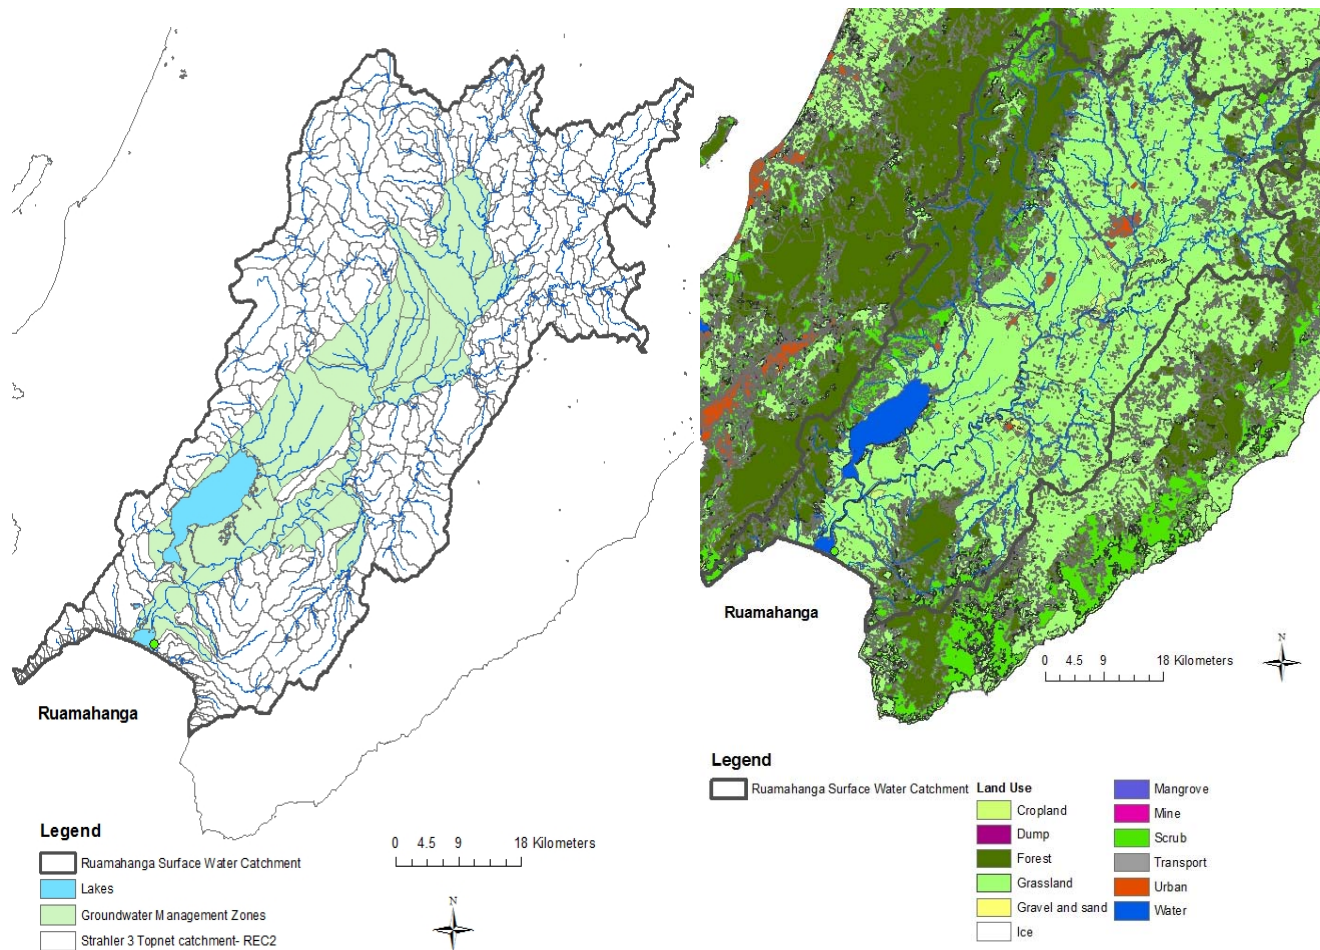 Ruamahanga
Legend
Ruamahanga Surface Water Catchment
Lakes
Groundwater Management Zones
Strahler 3 Topnet catchment- REC2
0 4.5 9 18 Kilometers
N
Ruamahanga
0 4.5 9 18 Kilometers
N
Legend
Ruamahanga Surface Water Catchment
Land Use
Cropland
Dump
Forest
Grassland
Gravel and sand
Ice
Mangrove
Mine
Scrub
Transport
Urban
Water